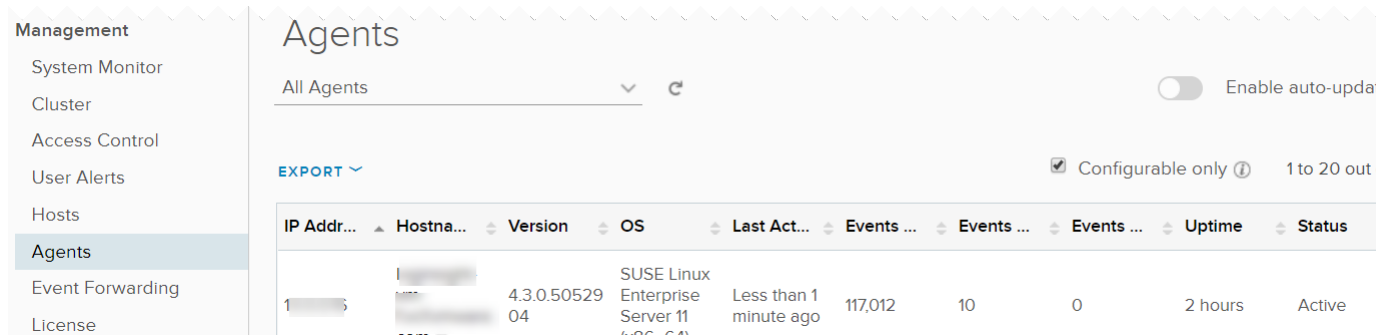 Management
System Monitor
Cluster
Access Control
User Alerts
Hosts
Agents
Event Forwarding
License
Agents
All Agents
Enable auto-updat
EXPORT
Configurable only
1 to 20 out
IP Addr... Hostna... Version OS Last Act... Events ... Events ... Events ... Uptime Status
4.3.0.50529
04
SUSE Linux
Enterprise
Server 11
(x86_64)
Less than 1
minute ago
117,012
10
0
2 hours
Active